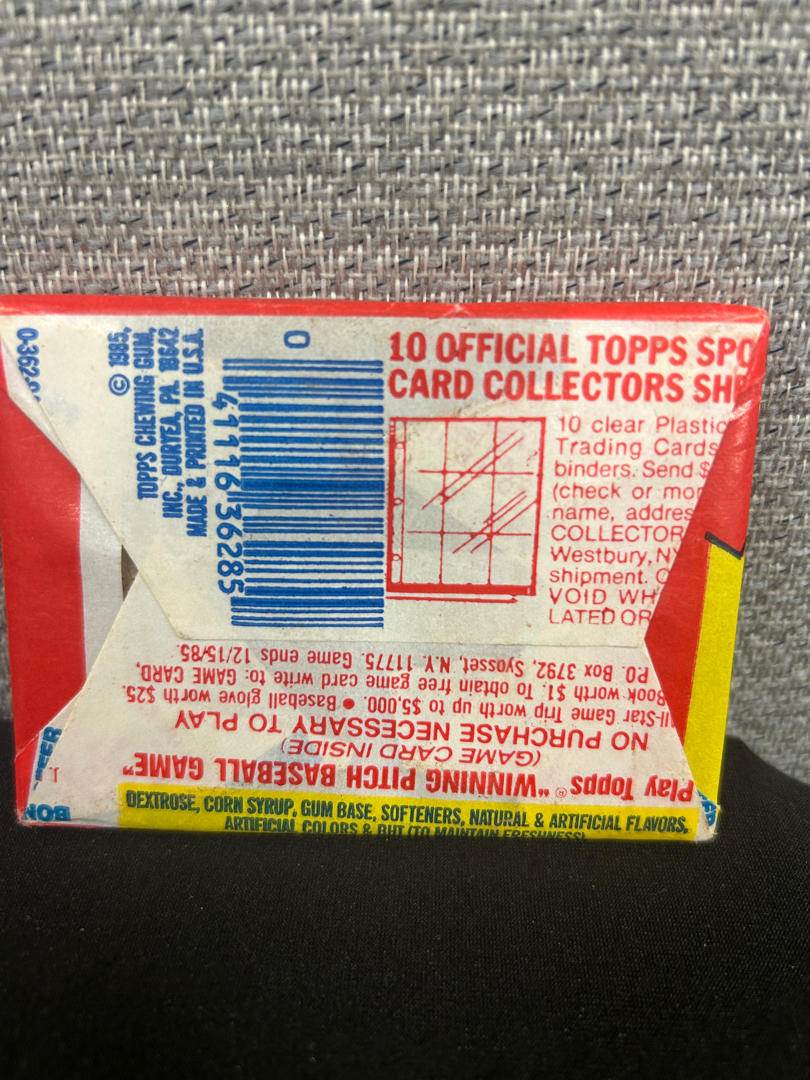 © 1985,
TOPPS CHEWING GUM,
INC., DURYEA, PA. 18642
MADE & PRINTED IN U.S.A.
0
41116 36285
10 OFFICIAL TOPPS SPO
CARD COLLECTORS SHE
10 clear Plastic
Trading Cards
binders. Send $
(check or mo
name, addres
COLLECTOR
Westbury, NY
shipment.
VOID WH
LATED OR
Play Topps® "WINNING PITCH BASEBALL GAME"
(GAME CARD INSIDE)
NO PURCHASE NECESSARY TO PLAY
ll-Star Game Trip worth up to $5,000. • Baseball glove worth $25.
Book worth $1. To obtain free game card write to: GAME CARD,
P.O. Box 3792, Syosset, N.Y. 11775. Game ends 12/15/85.
DEXTROSE, CORN SYRUP, GUM BASE, SOFTENERS, NATURAL & ARTIFICIAL FLAVORS,
ARTIFICIAL COLORS & BHT (TO MAINTAIN FRESHNESS)
BON